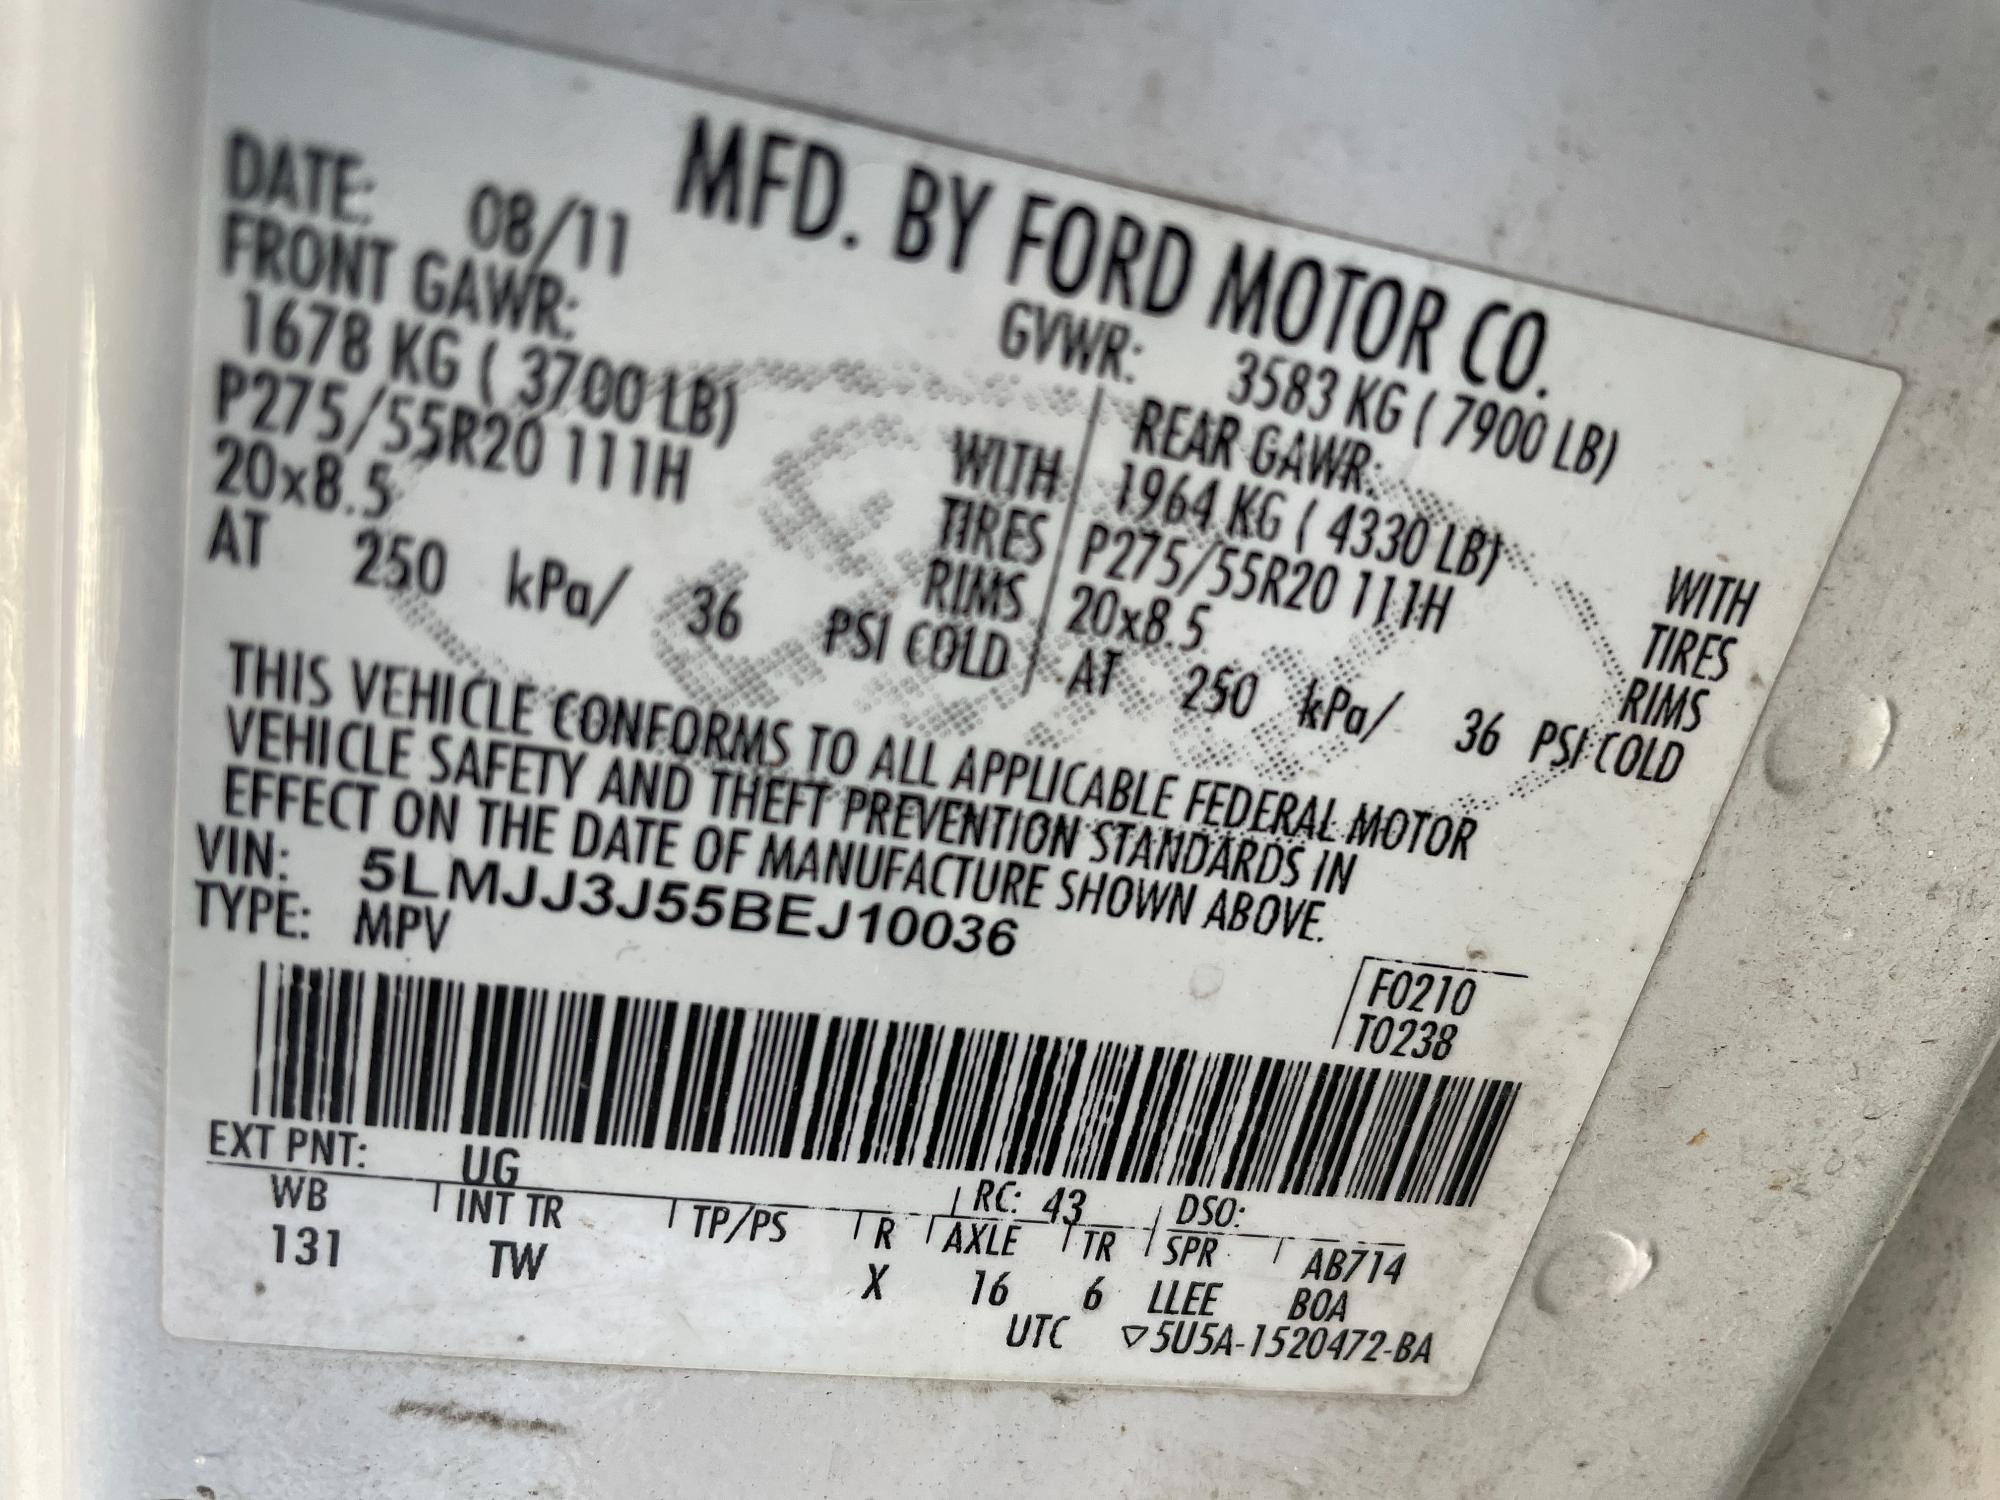 MFD. BY FORD MOTOR CO.
DATE: 08/11
GVWR: 3583 KG ( 7900 LB)
FRONT GAWR:
1678 KG ( 3700 LB) WITH
P275/55R20 111H TIRES
20x8.5 RIMS
AT 250 kPa/ 36 PSI COLD
REAR GAWR:
1964 KG ( 4330 LB) WITH
P275/55R20 111H TIRES
20x8.5 RIMS
AT 250 kPa/ 36 PSI COLD
THIS VEHICLE CONFORMS TO ALL APPLICABLE FEDERAL MOTOR
VEHICLE SAFETY AND THEFT PREVENTION STANDARDS IN
EFFECT ON THE DATE OF MANUFACTURE SHOWN ABOVE.
VIN: 5LMJJ3J55BEJ10036
TYPE: MPV
F0210
T0238
EXT PNT: UG RC: 43 DSO:
WB INT TR TP/PS R AXLE TR SPR AB714
131 TW X 16 6 LLEE BOA
UTC ▽5U5A-1520472-BA